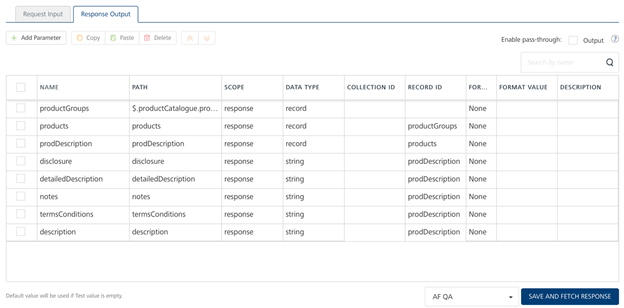 Request Input Response Output
+ Add Parameter Copy Paste Delete Enable pass-through: Output ?
Search by name
NAME PATH SCOPE DATA TYPE COLLECTION ID RECORD ID FOR... FORMAT VALUE DESCRIPTION
productGroups $.productCatalogue.pro... response record None
products products response record productGroups None
prodDescription prodDescription response record products None
disclosure disclosure response string prodDescription None
detailedDescription detailedDescription response string prodDescription None
notes notes response string prodDescription None
termsConditions termsConditions response string prodDescription None
description description response string prodDescription None
Default value will be used if Test value is empty. AF QA SAVE AND FETCH RESPONSE